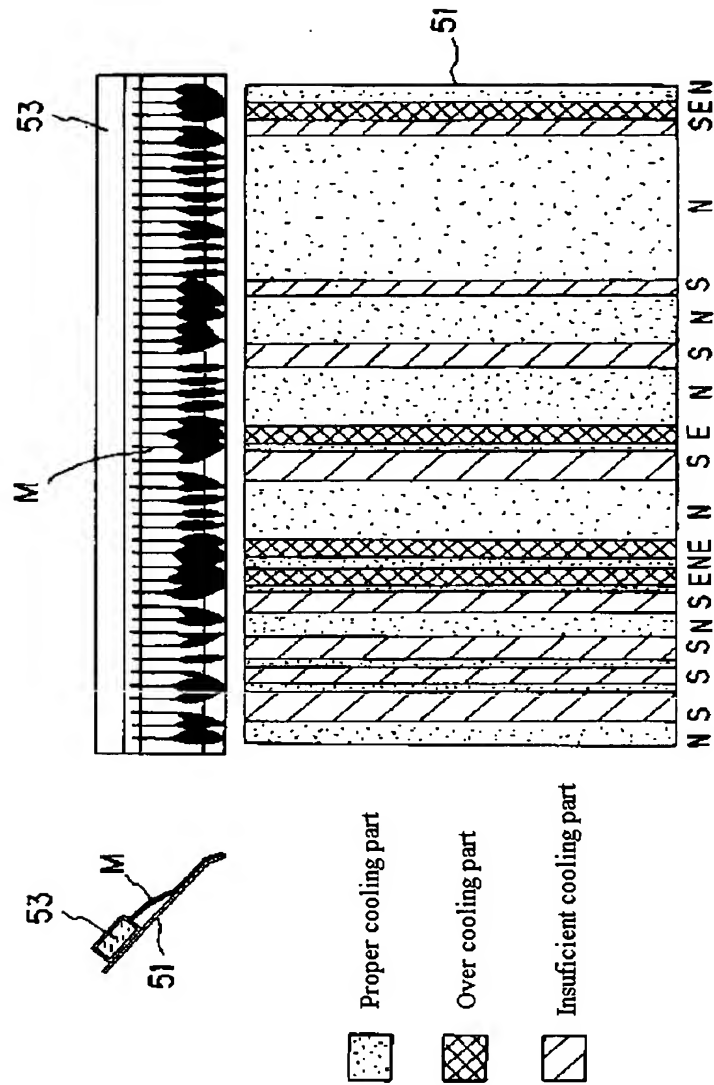 53
M
51
53
M
51
N S S S N S E N E N S E N S N S N S E N
Proper cooling part
Over cooling part
Insuficient cooling part